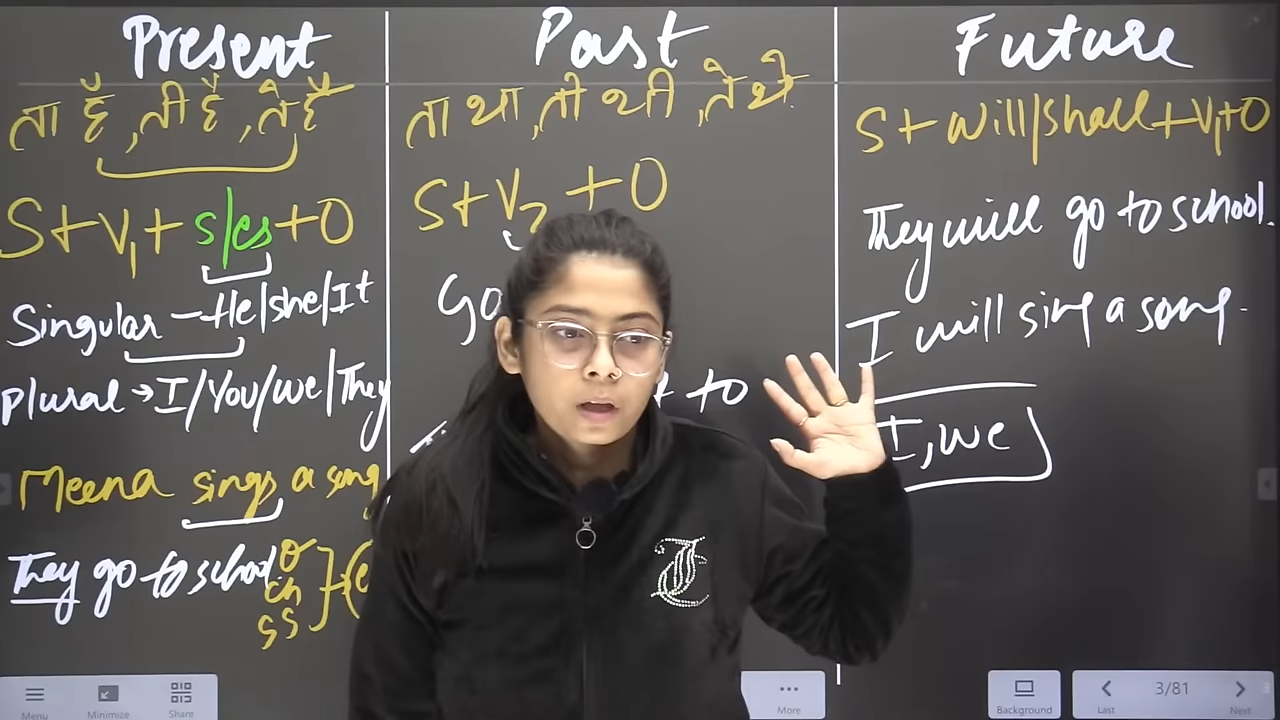 Present
ता है, ती है, ते हैं
S+V1+ s/es +O
Singular – He/she/It
plural → I/You/we/They
Meena sings a song
They go to school.
o
ch
ss
Past
ता था, ती थी, ते थे
S+V2+O
Go
to
Future
S+will/shall+V1+O
They will go to school.
I will sing a song.
I, we
Menu
Minimize
Share
More
Background
Last
3/81
Next